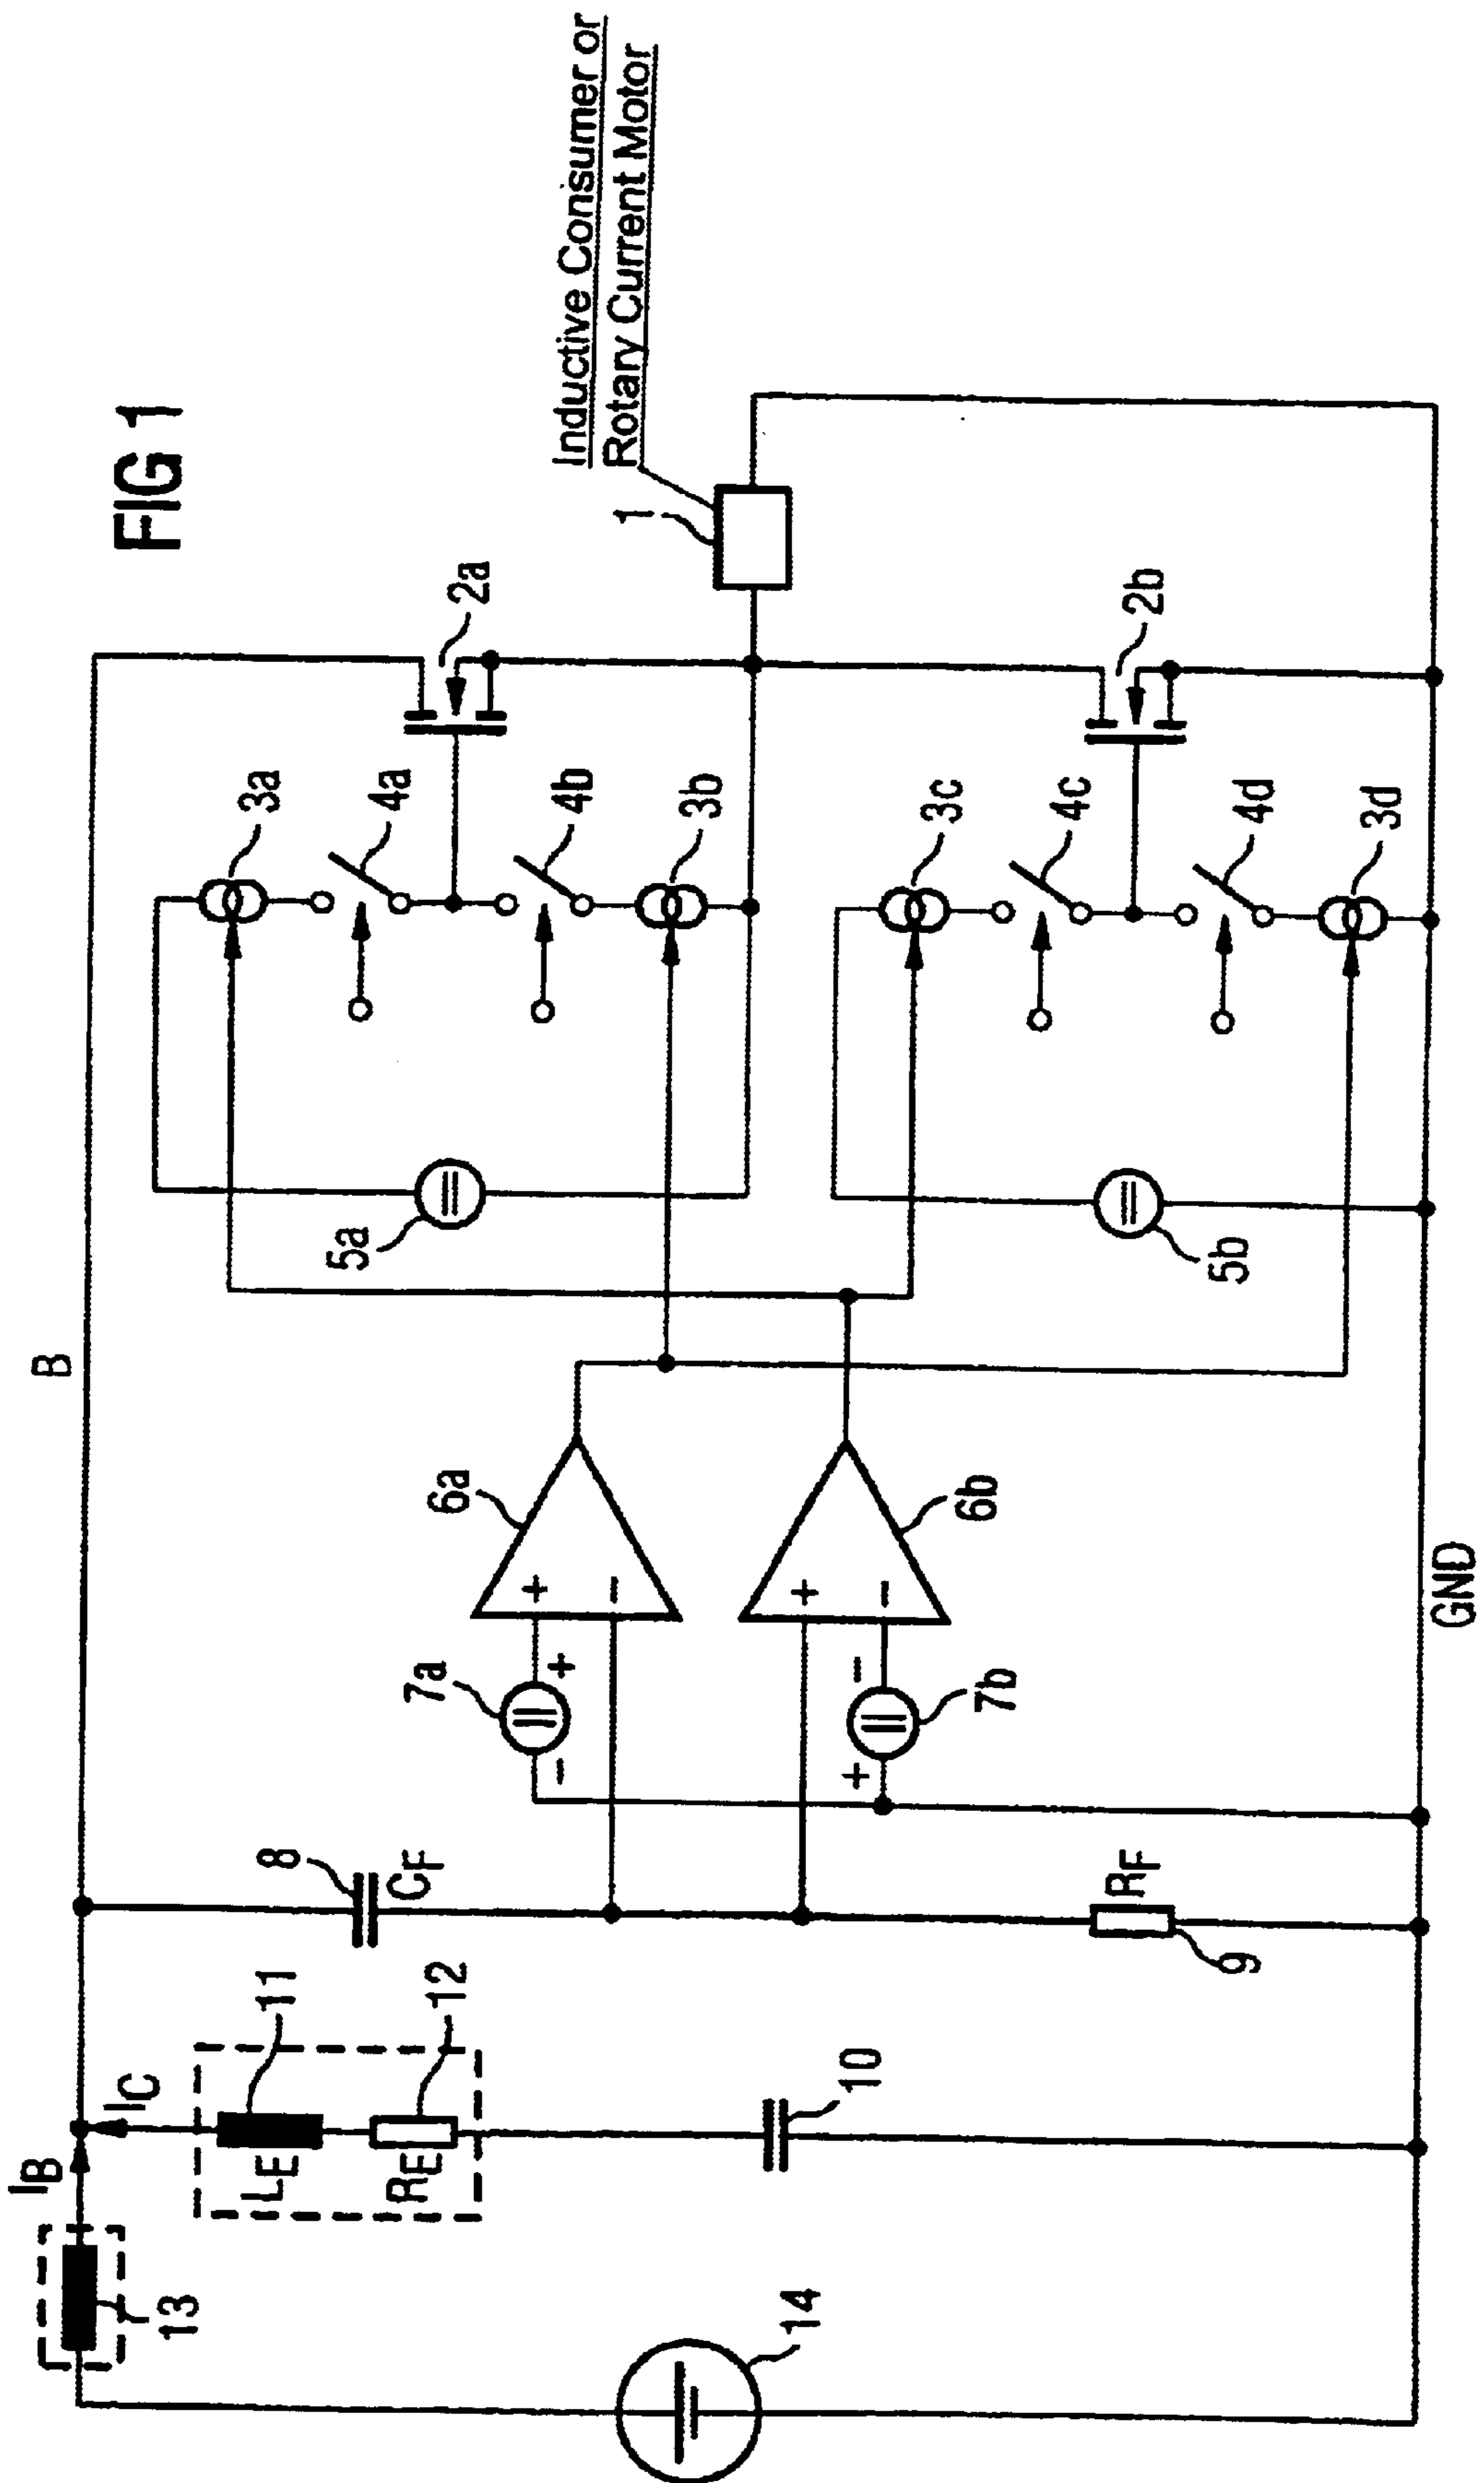 FIG 1
Inductive Consumer or
Rotary Current Motor
1
B
2a
3a
4a
4b
3b
2b
3c
4c
4d
3d
5a
5b
6a
+
-
6b
+
-
7a
+
-
7b
-
+
8
CF
RF
9
IB
IC
11
LE
12
RE
10
13
14
GND